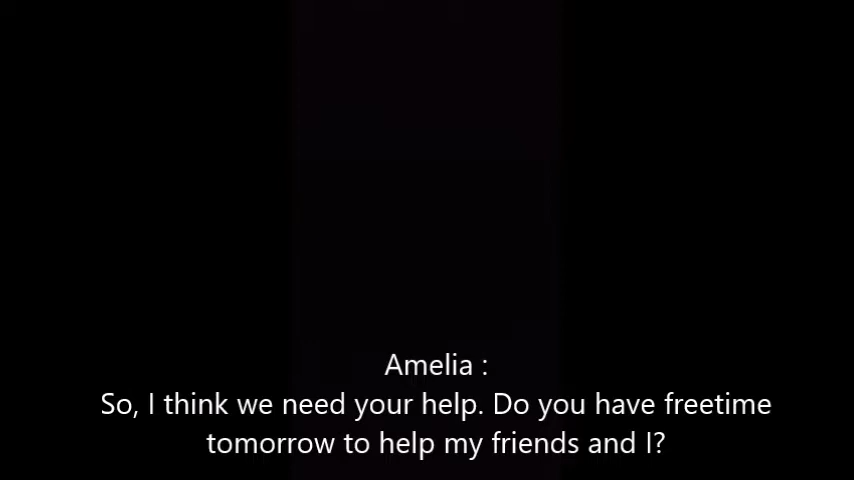 Amelia :
So, I think we need your help. Do you have freetime
tomorrow to help my friends and I?